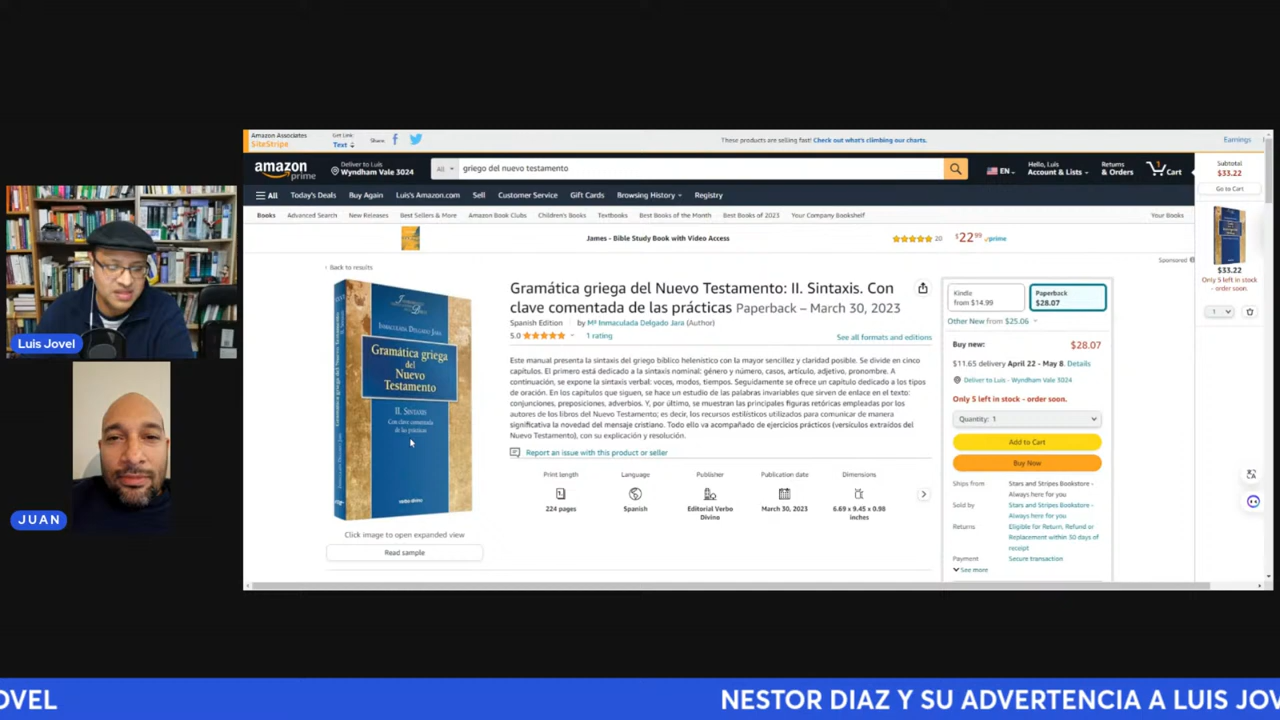 Amazon Associates
SiteStripe
Get Link:
Text
Share:
These products are selling fast! Check out what's climbing our charts.
Earnings
amazon
prime
Deliver to Luis
Wyndham Vale 3024
All
griego del nuevo testamento
EN
Hello, Luis
Account & Lists
Returns
& Orders
1
Cart
Subtotal
$33.22
Go to Cart
All
Today's Deals
Buy Again
Luis's Amazon.com
Sell
Customer Service
Gift Cards
Browsing History
Registry
Books
Advanced Search
New Releases
Best Sellers & More
Amazon Book Clubs
Children's Books
Textbooks
Best Books of the Month
Best Books of 2023
Your Company Bookshelf
Your Books
James - Bible Study Book with Video Access
20
$22.99
prime
Sponsored
‹ Back to results
INMACULADA DELGADO JARA
Gramática griega
del
Nuevo
Testamento
II. SINTAXIS
Con clave comentada
de las prácticas
verbo divino
Click image to open expanded view
Read sample
Gramática griega del Nuevo Testamento: II. Sintaxis. Con
clave comentada de las prácticas Paperback – March 30, 2023
Spanish Edition by Mª Inmaculada Delgado Jara (Author)
5.0
1 rating
See all formats and editions
Este manual presenta la sintaxis del griego bíblico helenístico con la mayor sencillez y claridad posible. Se divide en cinco
capítulos. El primero está dedicado a la sintaxis nominal: género y número, casos, artículo, adjetivo, pronombre. A
continuación, se expone la sintaxis verbal: voces, modos, tiempos. Seguidamente se ofrece un capítulo dedicado a los tipos
de oración. En los capítulos que siguen, se hace un estudio de las palabras invariables que sirven de enlace en el texto:
conjunciones, preposiciones, adverbios. Y, por último, se muestran las principales figuras retóricas empleadas por los
autores de los libros del Nuevo Testamento; es decir, los recursos estilísticos utilizados para comunicar de manera
significativa la novedad del mensaje cristiano. Todo ello va acompañado de ejercicios prácticos (versículos extraídos del
Nuevo Testamento), con su explicación y resolución.
Report an issue with this product or seller
Print length
224 pages
Language
Spanish
Publisher
Editorial Verbo
Divino
Publication date
March 30, 2023
Dimensions
6.69 x 9.45 x 0.98
inches
Kindle
from $14.99
Paperback
$28.07
Other New from $25.06
Buy new:
$28.07
$11.65 delivery April 22 - May 8. Details
Deliver to Luis - Wyndham Vale 3024
Only 5 left in stock - order soon.
Quantity: 1
Add to Cart
Buy Now
Ships from
Stars and Stripes Bookstore -
Always here for you
Sold by
Stars and Stripes Bookstore -
Always here for you
Returns
Eligible for Return, Refund or
Replacement within 30 days of
receipt
Payment
Secure transaction
See more
$33.22
Only 5 left in stock
- order soon.
1
Luis Jovel
JUAN
OVEL
NESTOR DIAZ Y SU ADVERTENCIA A LUIS JOV